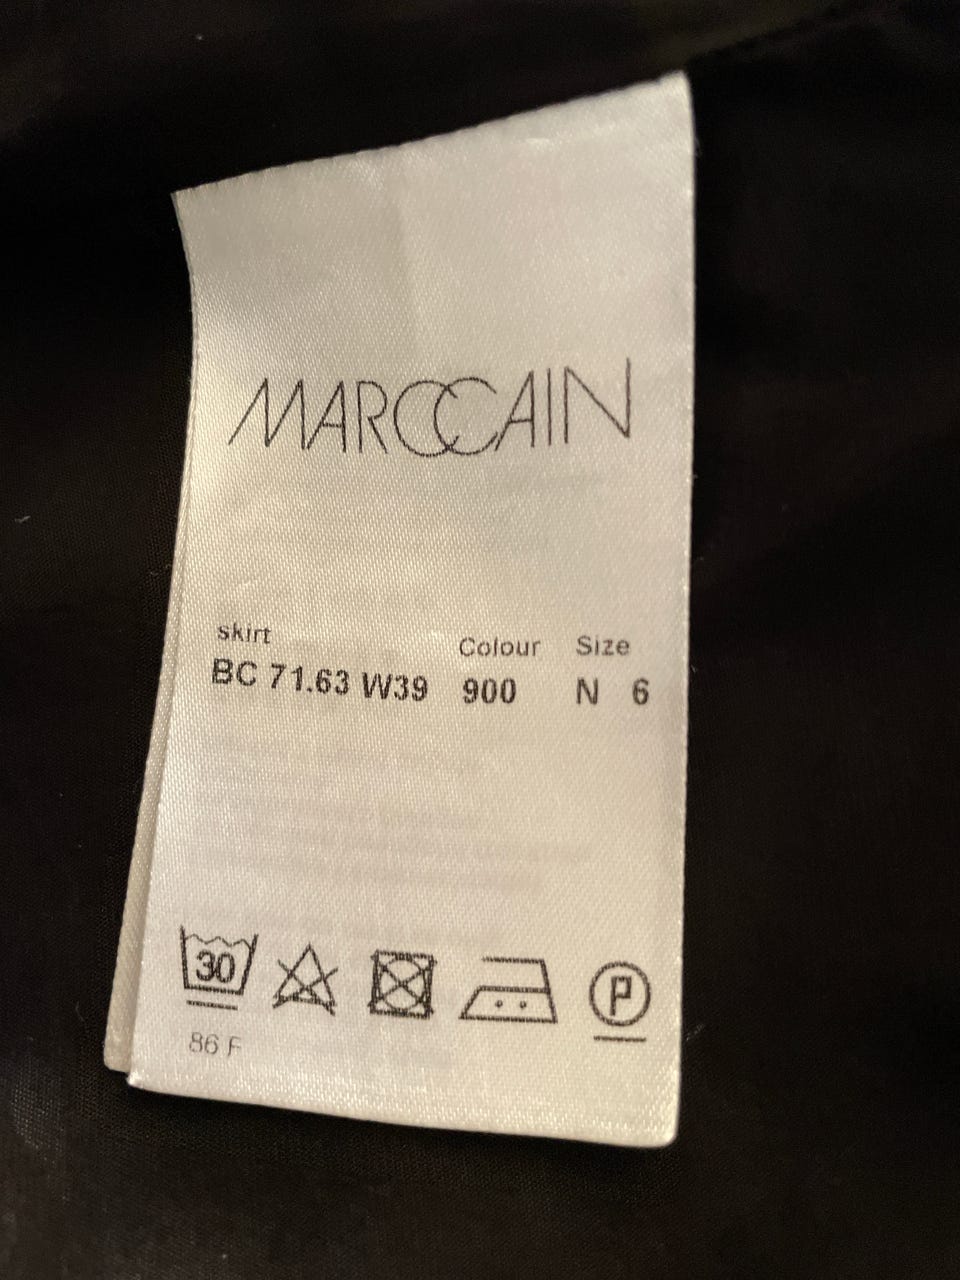 MARCCAIN
skirt Colour Size
BC 71.63 W39 900 N 6
30 P
86 F